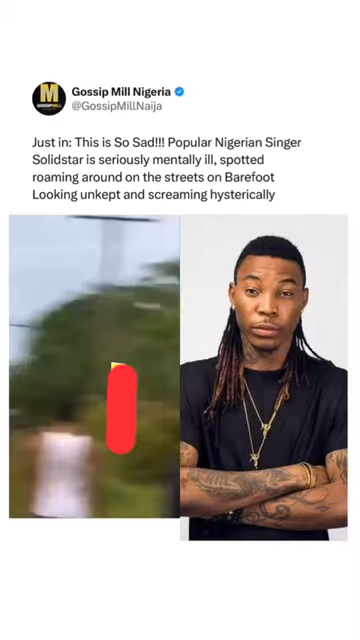 Gossip Mill Nigeria
@GossipMillNaija
Just in: This is So Sad!!! Popular Nigerian Singer
Solidstar is seriously mentally ill, spotted
roaming around on the streets on Barefoot
Looking unkept and screaming hysterically
M
GOSSIPMILL